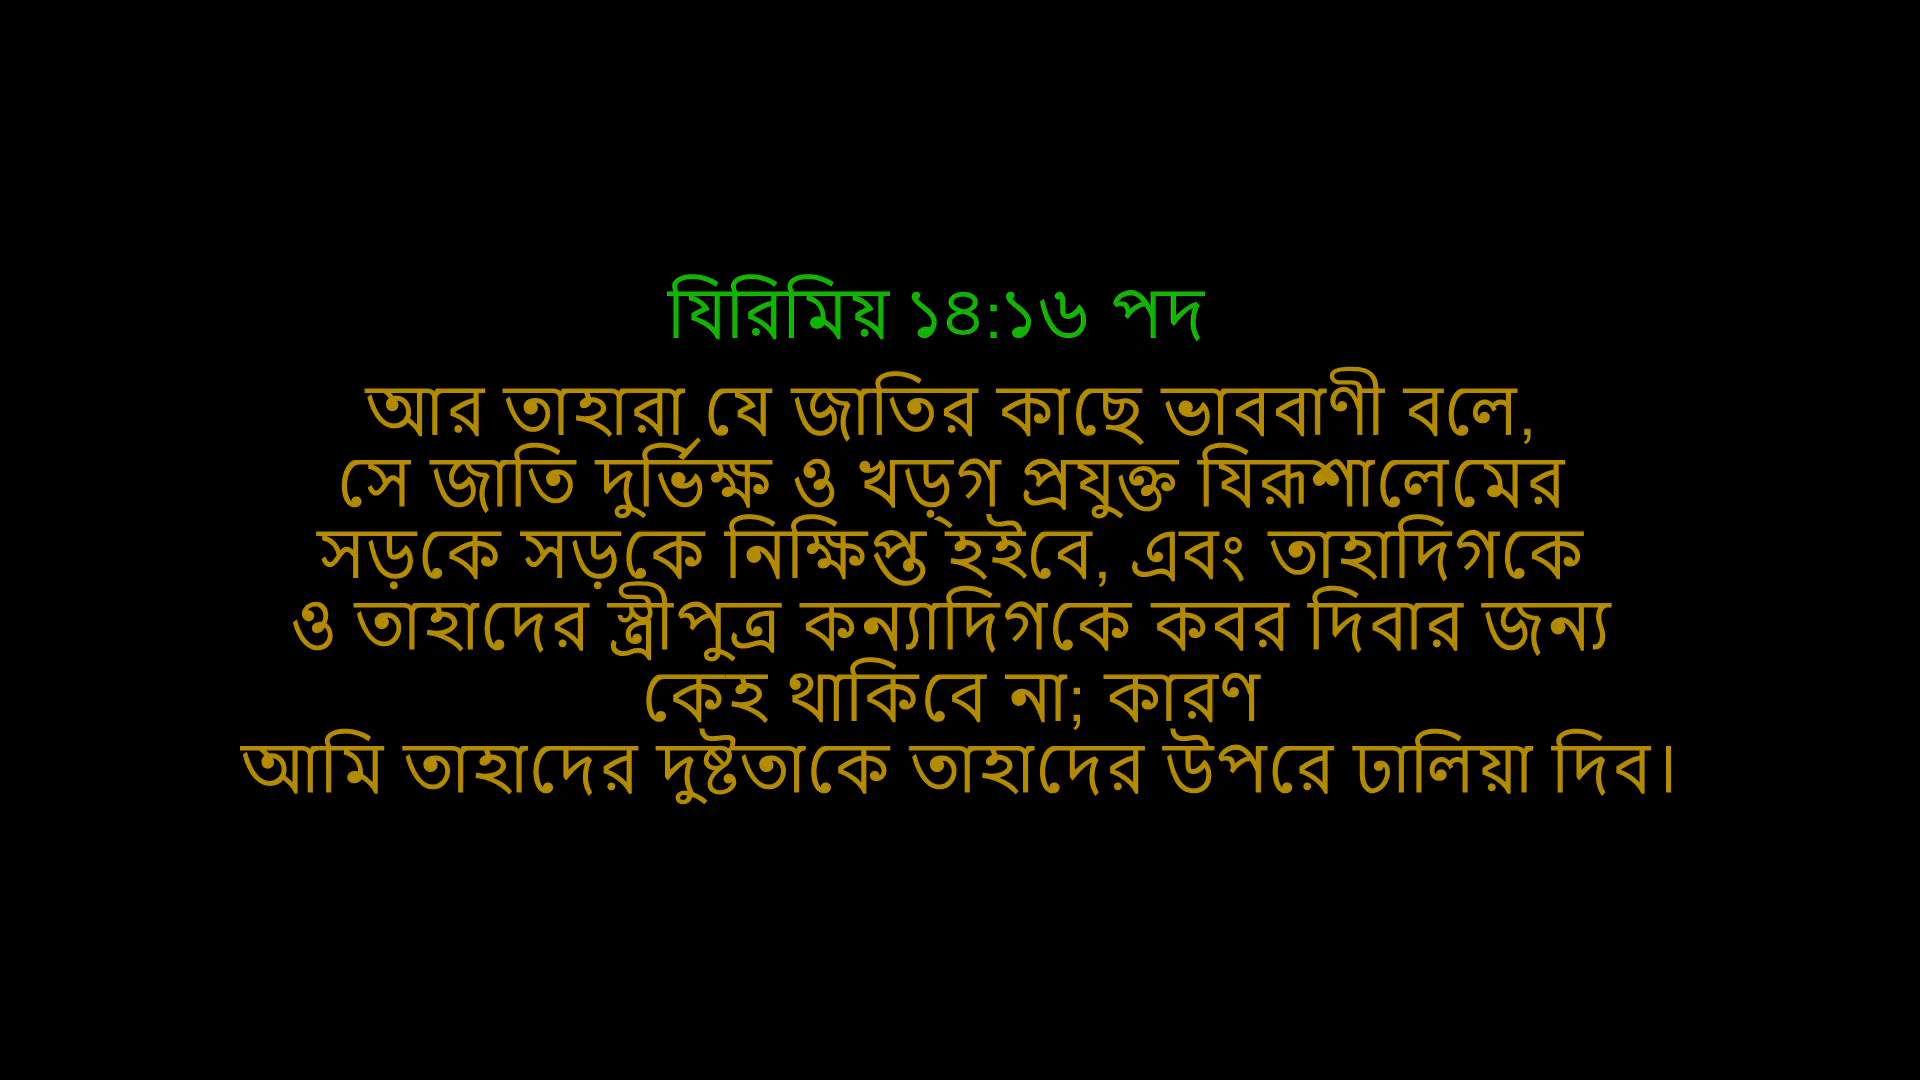 যিরিমিয় ১৪:১৬ পদ
আর তাহারা যে জাতির কাছে ভাববাণী বলে,
সে জাতি দুর্ভিক্ষ ও খড়্গ প্রযুক্ত যিরূশালেমের
সড়কে সড়কে নিক্ষিপ্ত হইবে, এবং তাহাদিগকে
ও তাহাদের স্ত্রীপুত্র কন্যাদিগকে কবর দিবার জন্য
কেহ থাকিবে না; কারণ
আমি তাহাদের দুষ্টতাকে তাহাদের উপরে ঢালিয়া দিব।